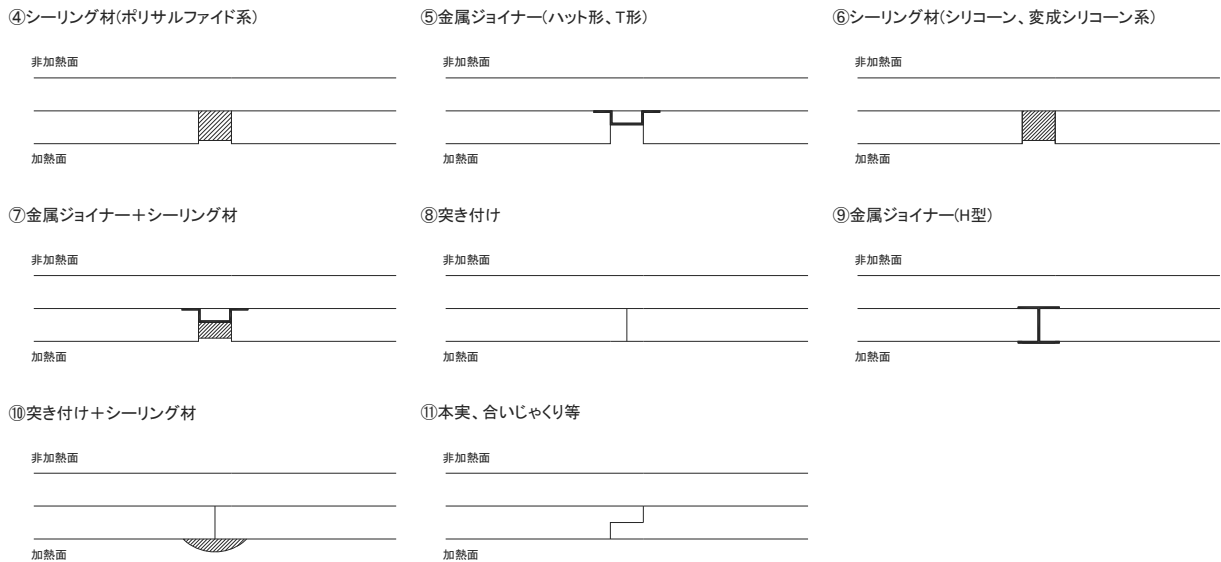 ④シーリング材(ポリサルファイド系)
⑤金属ジョイナー(ハット形、T形)
⑥シーリング材(シリコーン、変成シリコーン系)
非加熱面
非加熱面
非加熱面
加熱面
加熱面
加熱面
⑦金属ジョイナー＋シーリング材
⑧突き付け
⑨金属ジョイナー(H型)
非加熱面
非加熱面
非加熱面
加熱面
加熱面
加熱面
⑩突き付け＋シーリング材
⑪本実、合いじゃくり等
非加熱面
非加熱面
加熱面
加熱面